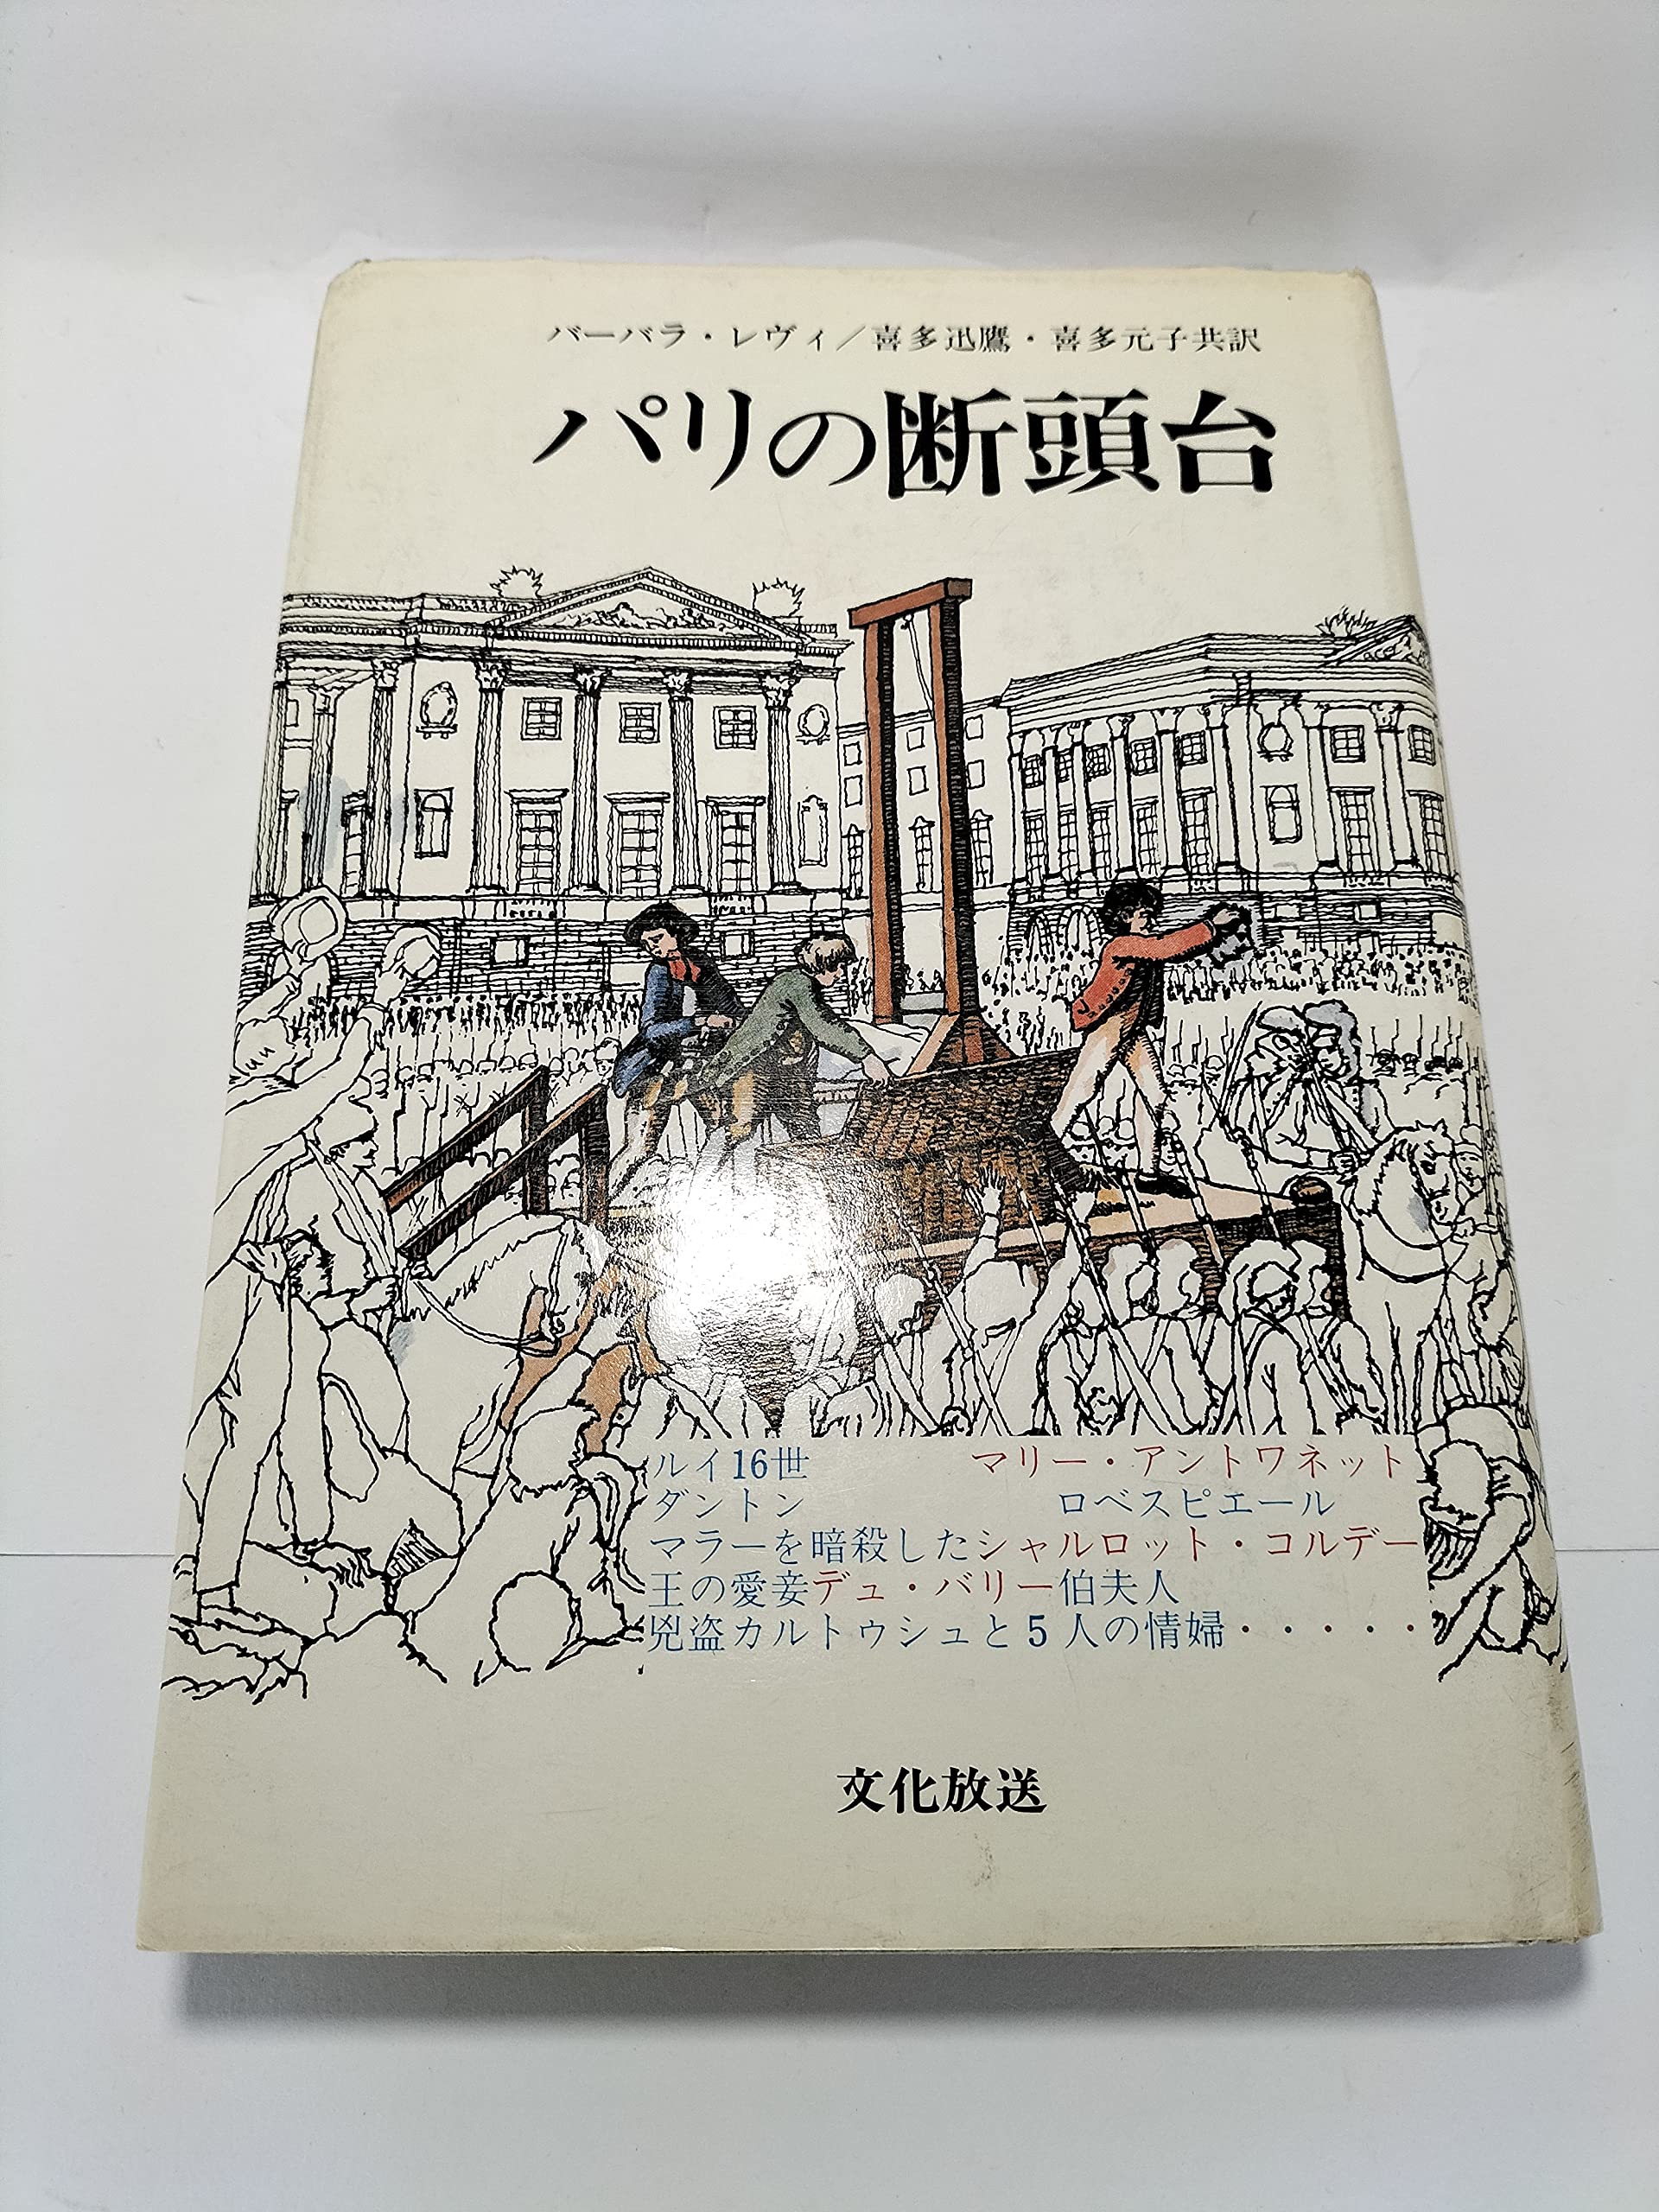 バーバラ・レヴィ／喜多迅鷹・喜多元子共訳
パリの断頭台
ルイ16世 マリー・アントワネット
ダントン ロベスピエール
マラーを暗殺したシャルロット・コルデー
王の愛妾デュ・バリー伯夫人
兇盗カルトゥシュと5人の情婦・・・・・
文化放送